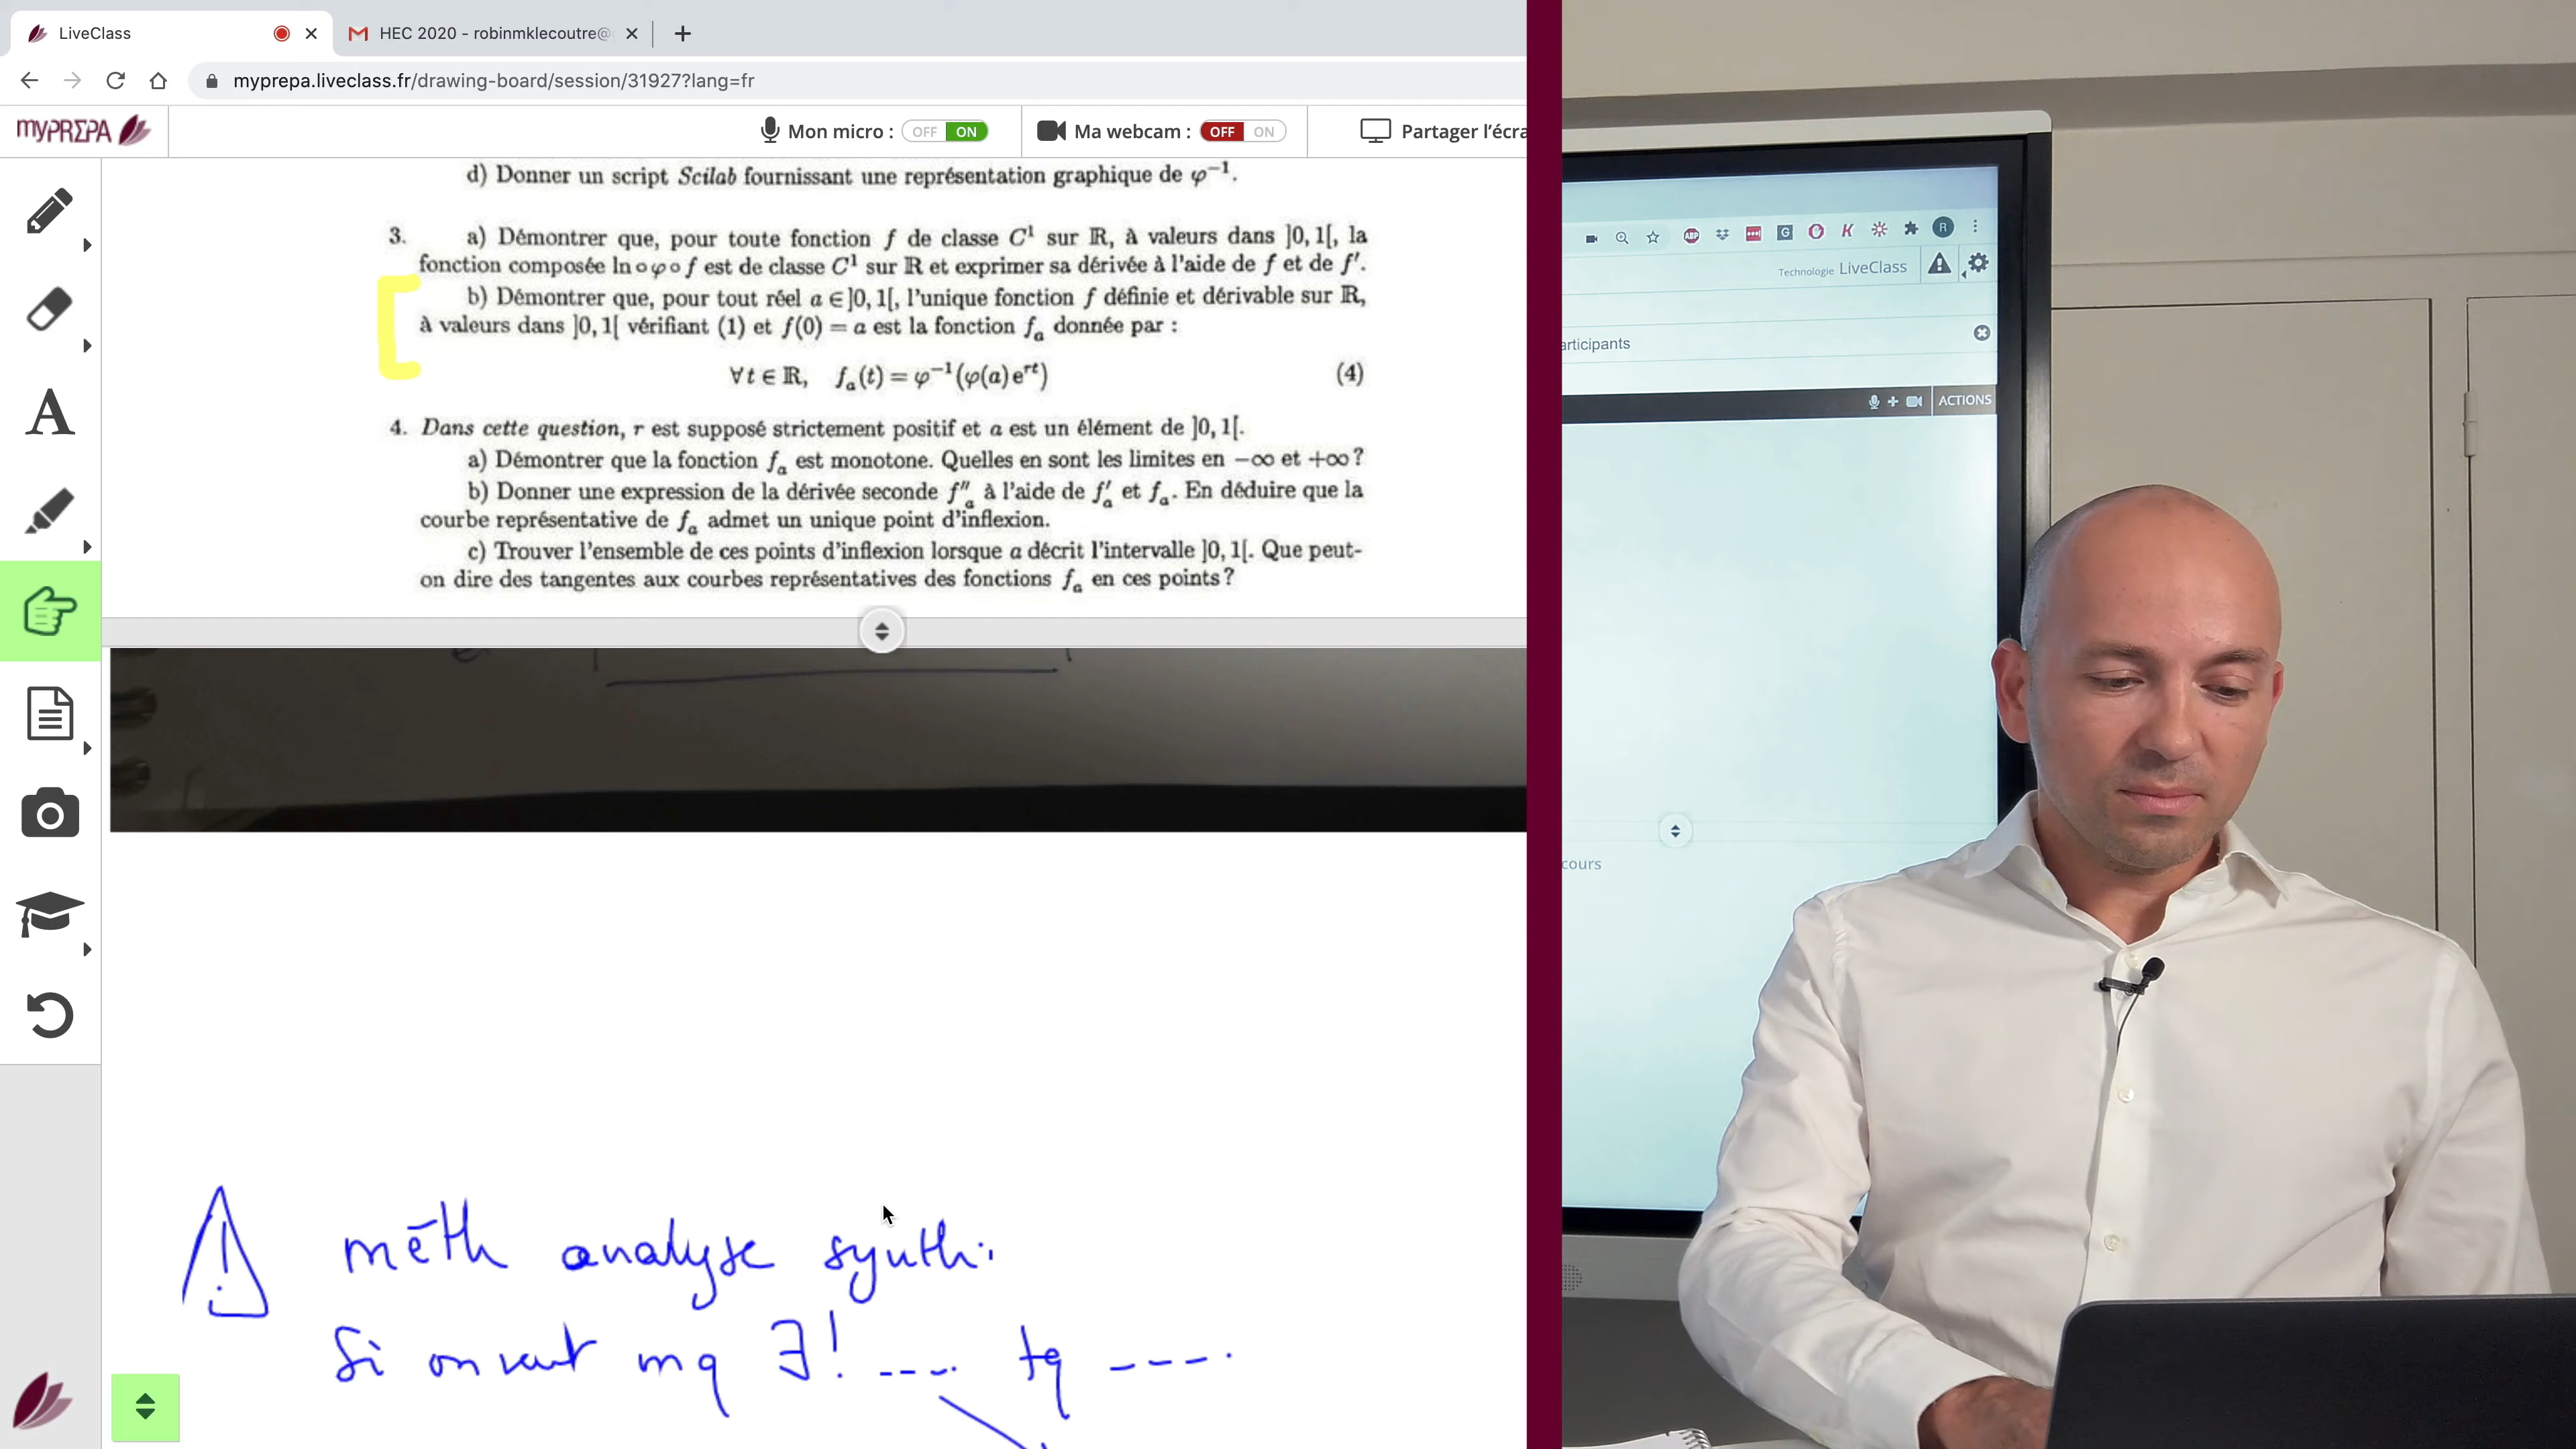 LiveClass
HEC 2020 - robinmklecoutre@
myprepa.liveclass.fr/drawing-board/session/31927?lang=fr
myPRΣPA
Mon micro : OFF ON
Ma webcam : OFF ON
Partager l'écra
d) Donner un script Scilab fournissant une représentation graphique de φ⁻¹.
3. a) Démontrer que, pour toute fonction f de classe C¹ sur ℝ, à valeurs dans ]0, 1[, la
fonction composée ln∘φ∘f est de classe C¹ sur ℝ et exprimer sa dérivée à l'aide de f et de f′.
b) Démontrer que, pour tout réel a ∈ ]0, 1[, l'unique fonction f définie et dérivable sur ℝ,
à valeurs dans ]0, 1[ vérifiant (1) et f(0) = a est la fonction fₐ donnée par :
∀t ∈ ℝ, fₐ(t) = φ⁻¹(φ(a) eʳᵗ) (4)
4. Dans cette question, r est supposé strictement positif et a est un élément de ]0, 1[.
a) Démontrer que la fonction fₐ est monotone. Quelles en sont les limites en −∞ et +∞ ?
b) Donner une expression de la dérivée seconde f″ₐ à l'aide de f′ₐ et fₐ. En déduire que la
courbe représentative de fₐ admet un unique point d'inflexion.
c) Trouver l'ensemble de ces points d'inflexion lorsque a décrit l'intervalle ]0, 1[. Que peut-
on dire des tangentes aux courbes représentatives des fonctions fₐ en ces points ?
! méth analyse synth.
Si on veut mq ∃! ---- tq ----.
A
ABP
G
K
R
Technologie LiveClass
articipants
ACTIONS
cours